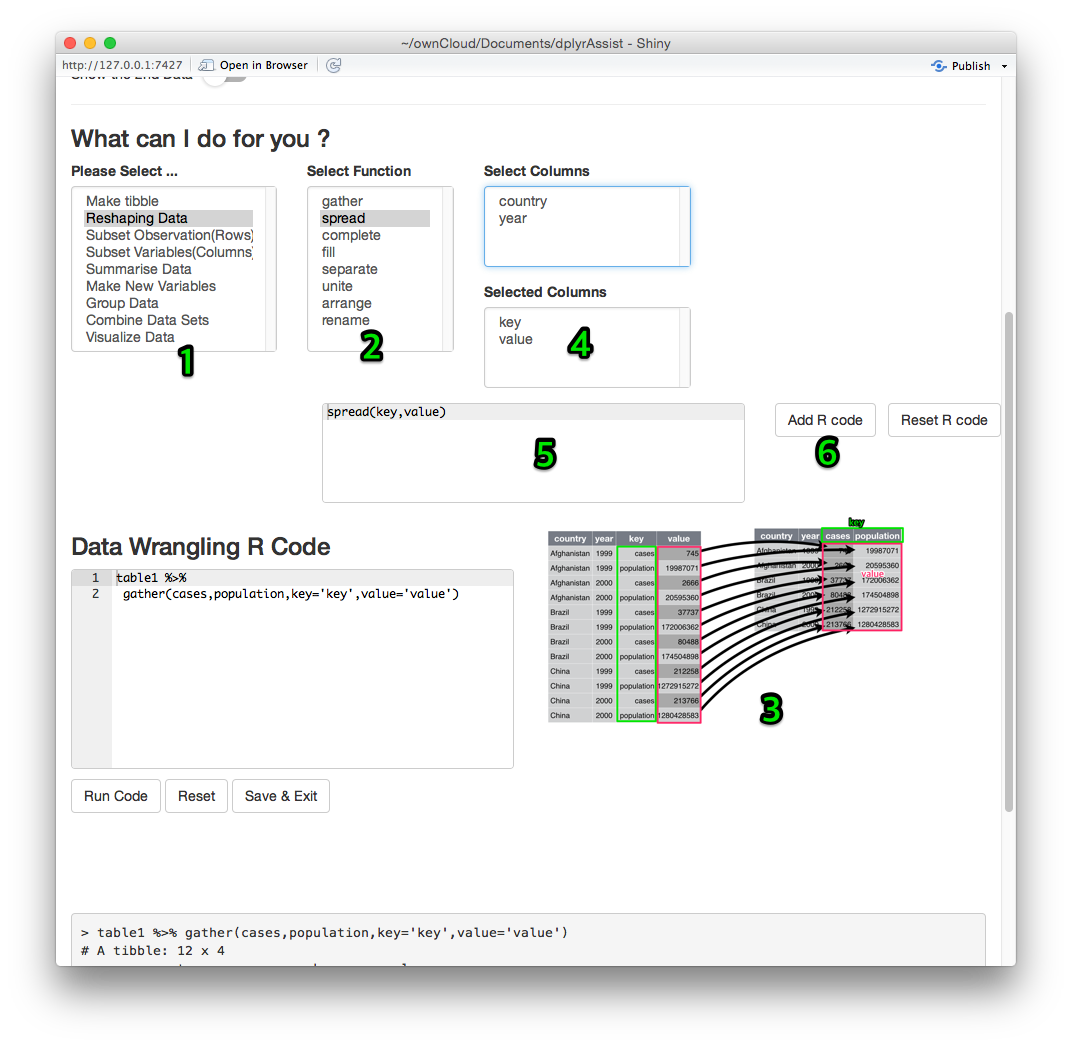 ~/ownCloud/Documents/dplyrAssist - Shiny
http://127.0.0.1:7427 Open in Browser Publish
Show the 2nd Data
What can I do for you ?
Please Select ...
Make tibble
Reshaping Data
Subset Observation(Rows)
Subset Variables(Columns)
Summarise Data
Make New Variables
Group Data
Combine Data Sets
Visualize Data
1
Select Function
gather
spread
complete
fill
separate
unite
arrange
rename
2
Select Columns
country
year
Selected Columns
key
value
4
spread(key,value)
5
Add R code
Reset R code
6
Data Wrangling R Code
1 table1 %>%
2 gather(cases,population,key='key',value='value')
country year key value
Afghanistan 1999 cases 745
Afghanistan 1999 population 19987071
Afghanistan 2000 cases 2666
Afghanistan 2000 population 20595360
Brazil 1999 cases 37737
Brazil 1999 population 172006362
Brazil 2000 cases 80488
Brazil 2000 population 174504898
China 1999 cases 212258
China 1999 population 1272915272
China 2000 cases 213766
China 2000 population 1280428583
key
country year cases population
Afghanistan 1999 19987071
Afghanistan 2000 20595360
value
Brazil 37737 172006362
Brazil 80488 174504898
China 212258 1272915272
China 213766 1280428583
3
Run Code Reset Save & Exit
> table1 %>% gather(cases,population,key='key',value='value')
# A tibble: 12 x 4